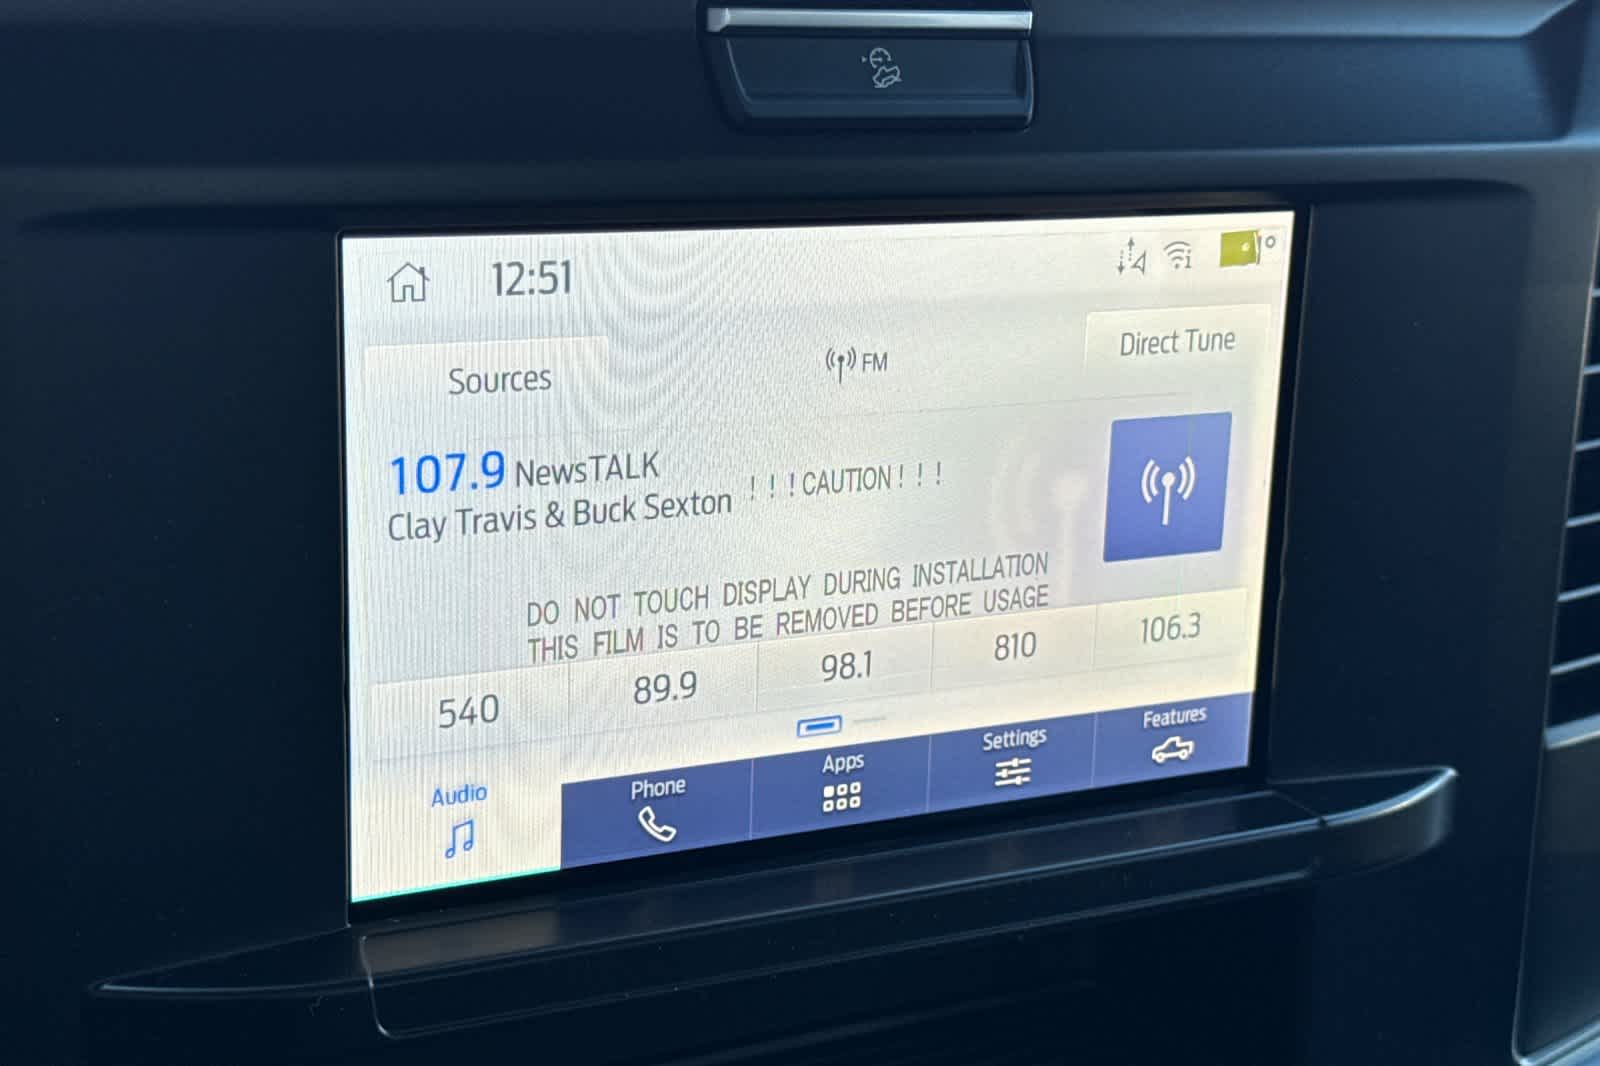 12:51
Sources
FM
Direct Tune
107.9 NewsTALK
Clay Travis & Buck Sexton
! ! ! CAUTION ! ! !
DO NOT TOUCH DISPLAY DURING INSTALLATION
THIS FILM IS TO BE REMOVED BEFORE USAGE
540
89.9
98.1
810
106.3
Audio
Phone
Apps
Settings
Features